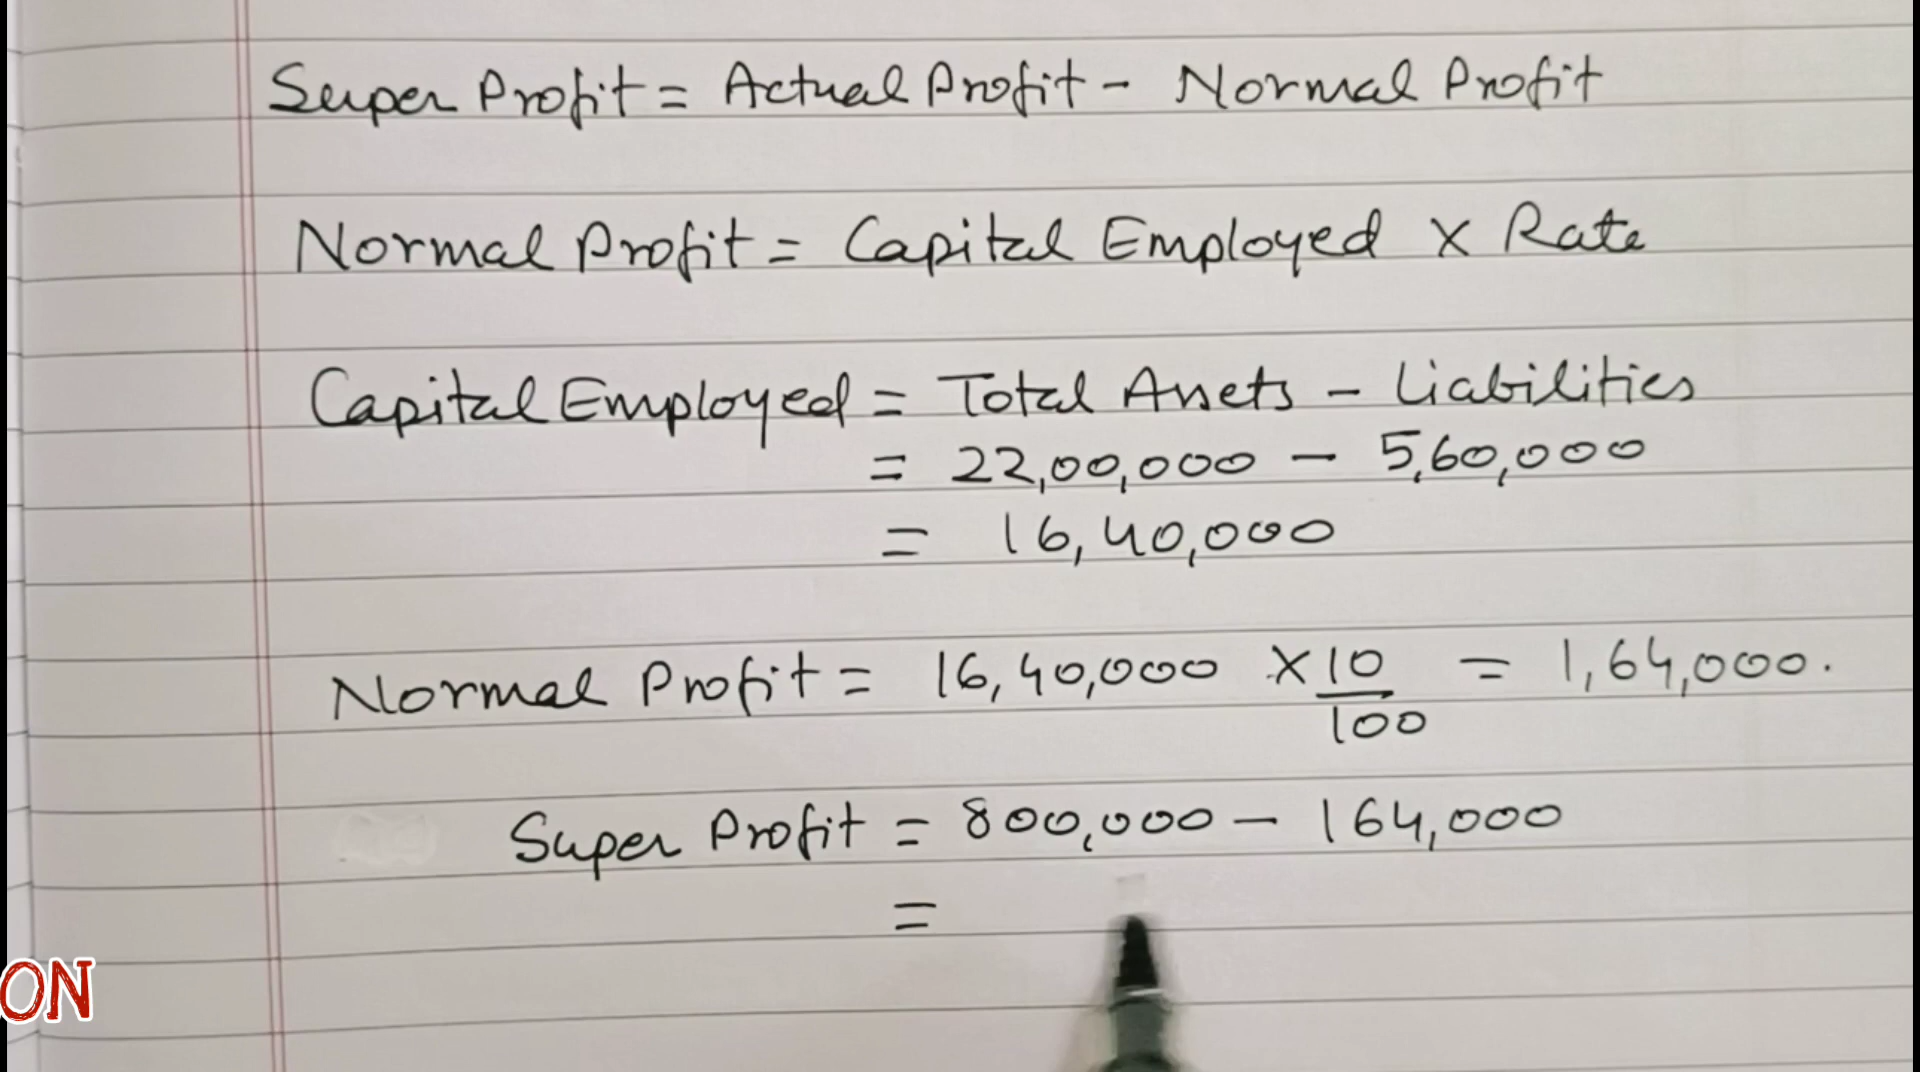 Super Profit = Actual Profit - Normal Profit
Normal Profit = Capital Employed X Rate
Capital Employed = Total Assets - Liabilities
= 22,00,000 - 5,60,000
= 16,40,000
Normal Profit = 16,40,000 X 10/100 = 1,64,000.
Super Profit = 800,000 - 164,000
=
ON